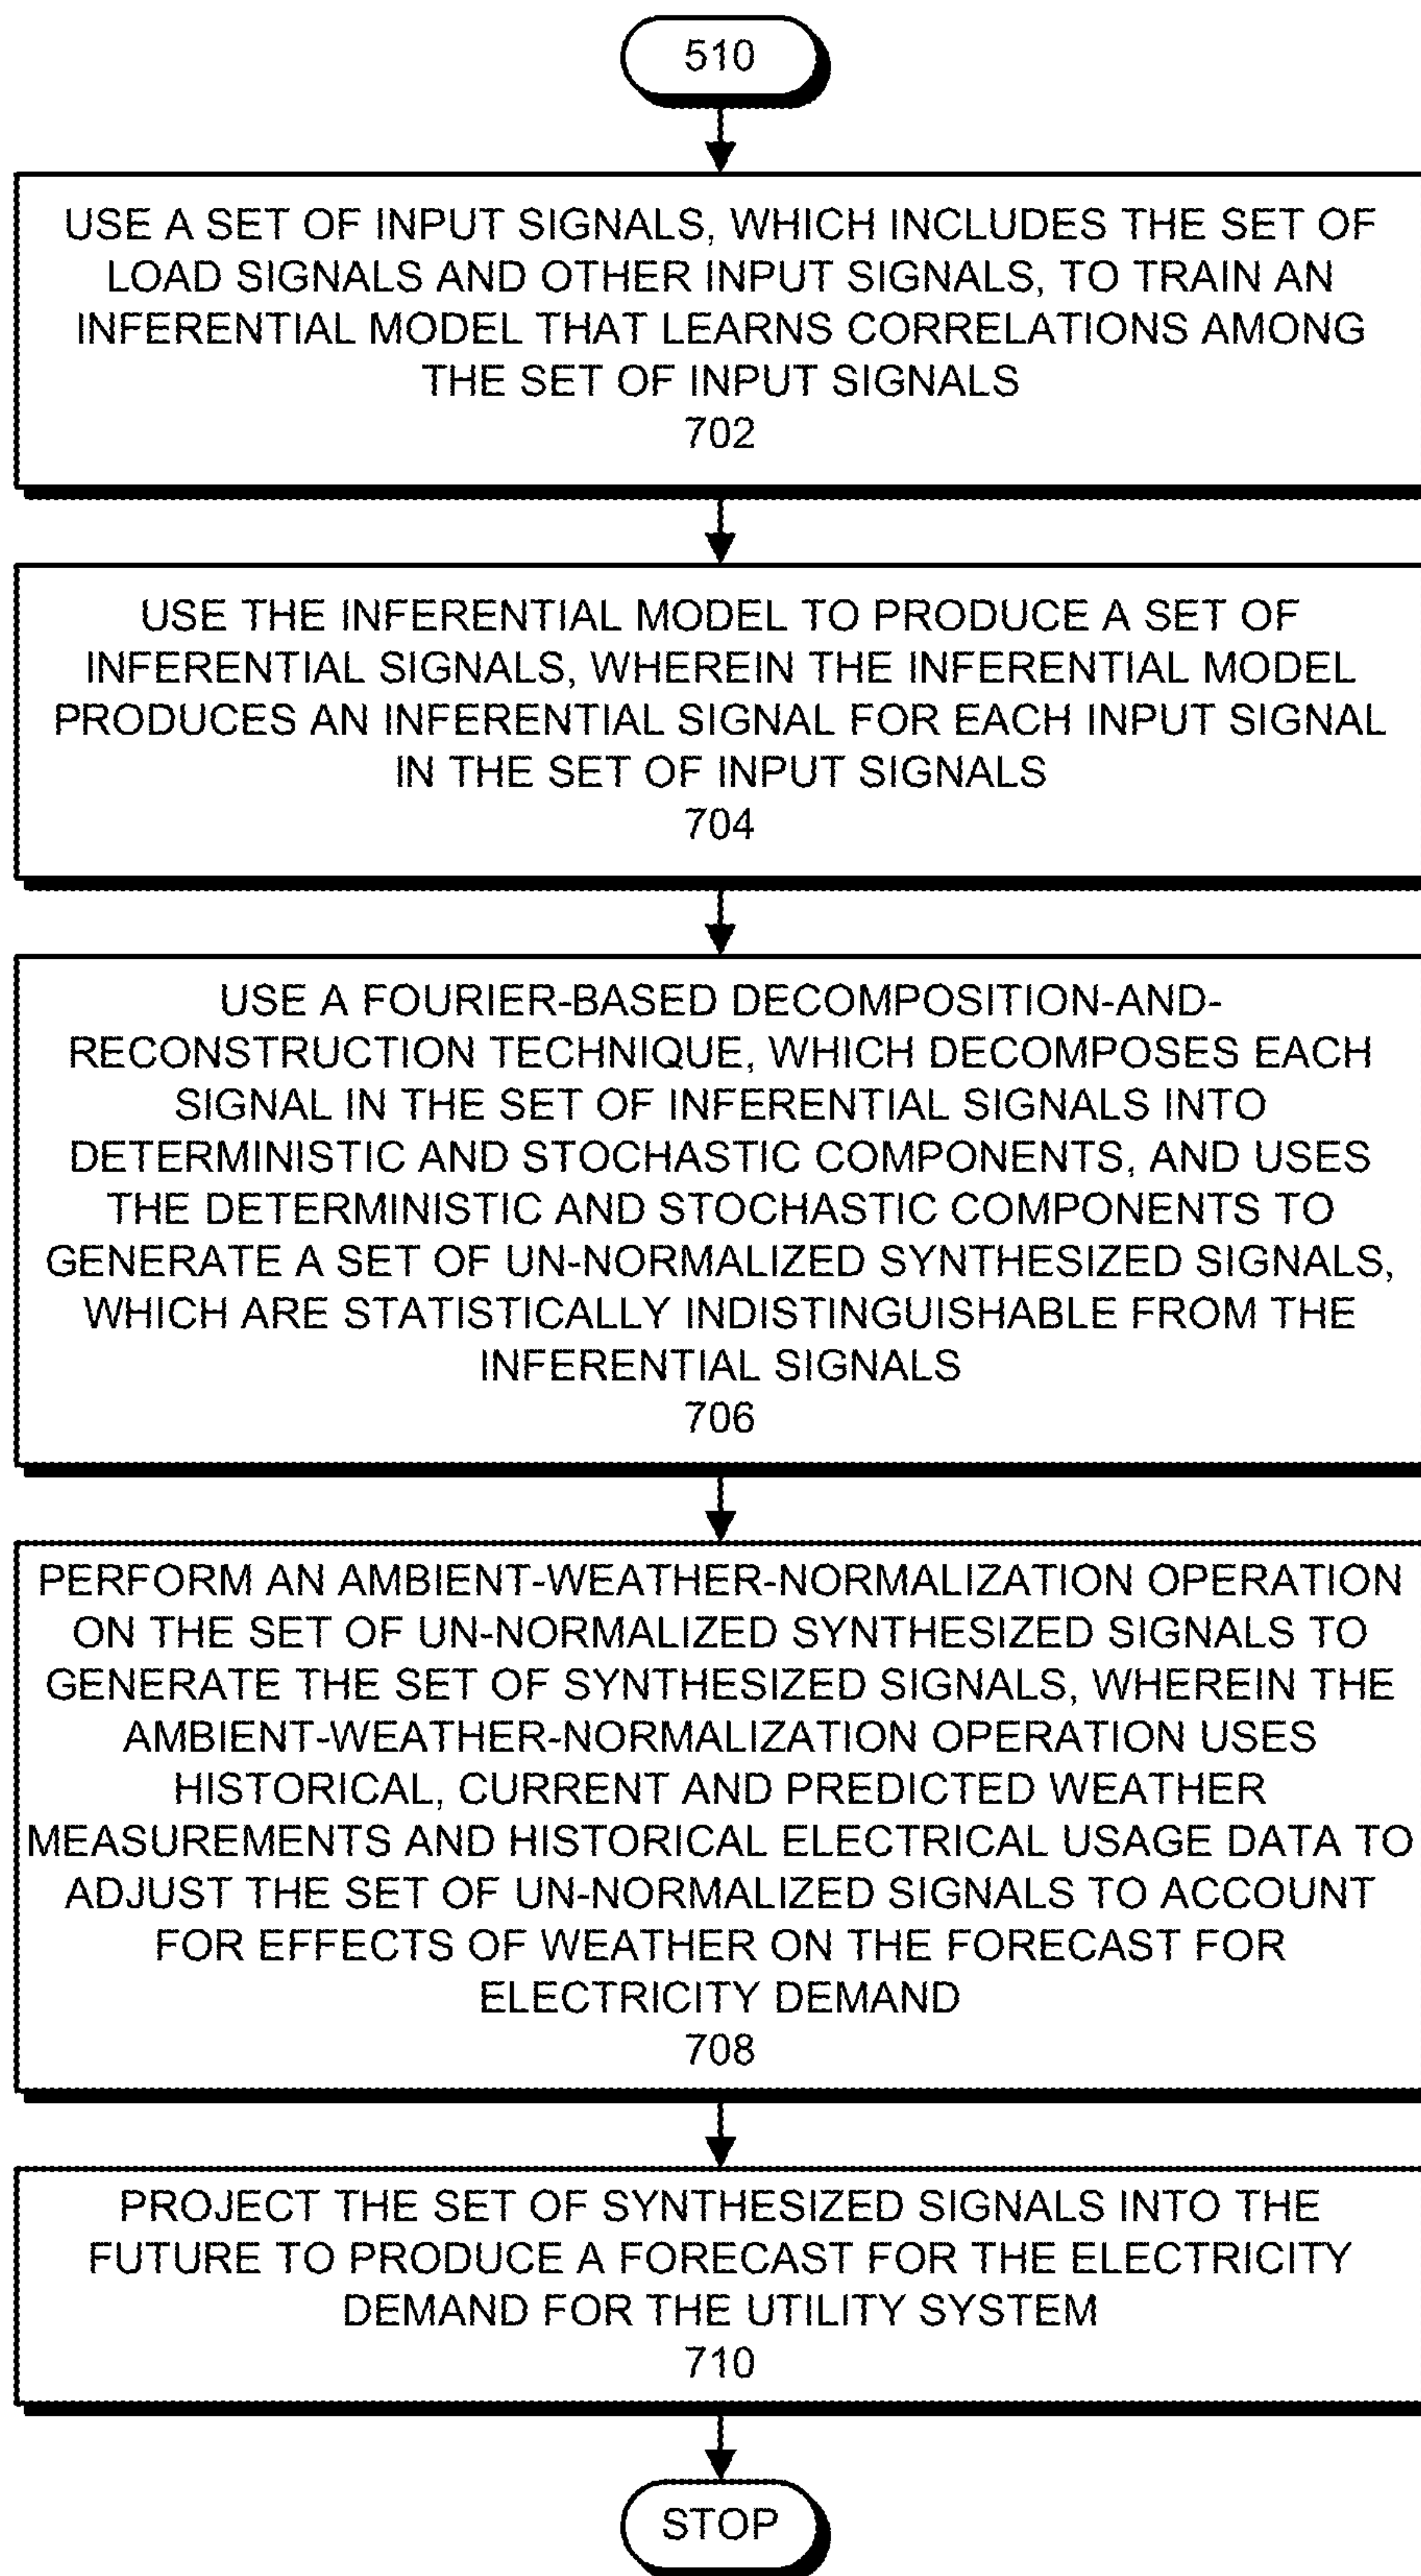 510
USE A SET OF INPUT SIGNALS, WHICH INCLUDES THE SET OF
LOAD SIGNALS AND OTHER INPUT SIGNALS, TO TRAIN AN
INFERENTIAL MODEL THAT LEARNS CORRELATIONS AMONG
THE SET OF INPUT SIGNALS
702
USE THE INFERENTIAL MODEL TO PRODUCE A SET OF
INFERENTIAL SIGNALS, WHEREIN THE INFERENTIAL MODEL
PRODUCES AN INFERENTIAL SIGNAL FOR EACH INPUT SIGNAL
IN THE SET OF INPUT SIGNALS
704
USE A FOURIER-BASED DECOMPOSITION-AND-
RECONSTRUCTION TECHNIQUE, WHICH DECOMPOSES EACH
SIGNAL IN THE SET OF INFERENTIAL SIGNALS INTO
DETERMINISTIC AND STOCHASTIC COMPONENTS, AND USES
THE DETERMINISTIC AND STOCHASTIC COMPONENTS TO
GENERATE A SET OF UN-NORMALIZED SYNTHESIZED SIGNALS,
WHICH ARE STATISTICALLY INDISTINGUISHABLE FROM THE
INFERENTIAL SIGNALS
706
PERFORM AN AMBIENT-WEATHER-NORMALIZATION OPERATION
ON THE SET OF UN-NORMALIZED SYNTHESIZED SIGNALS TO
GENERATE THE SET OF SYNTHESIZED SIGNALS, WHEREIN THE
AMBIENT-WEATHER-NORMALIZATION OPERATION USES
HISTORICAL, CURRENT AND PREDICTED WEATHER
MEASUREMENTS AND HISTORICAL ELECTRICAL USAGE DATA TO
ADJUST THE SET OF UN-NORMALIZED SIGNALS TO ACCOUNT
FOR EFFECTS OF WEATHER ON THE FORECAST FOR
ELECTRICITY DEMAND
708
PROJECT THE SET OF SYNTHESIZED SIGNALS INTO THE
FUTURE TO PRODUCE A FORECAST FOR THE ELECTRICITY
DEMAND FOR THE UTILITY SYSTEM
710
STOP